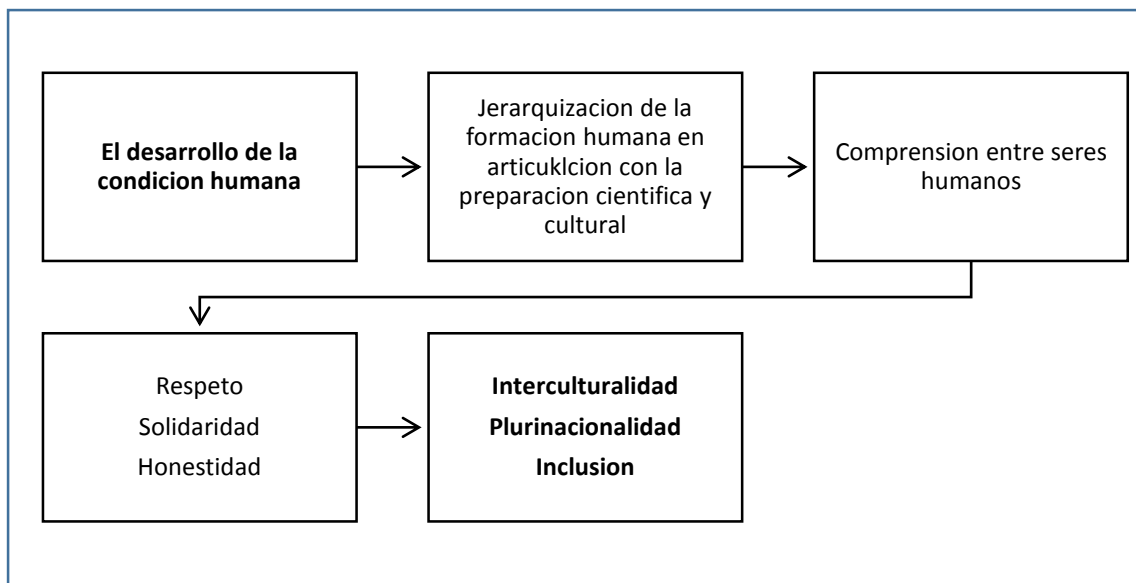 El desarrollo de la
condicion humana
Jerarquizacion de la
formacion humana en
articuklcion con la
preparacion cientifica y
cultural
Comprension entre seres
humanos
Respeto
Solidaridad
Honestidad
Interculturalidad
Plurinacionalidad
Inclusion